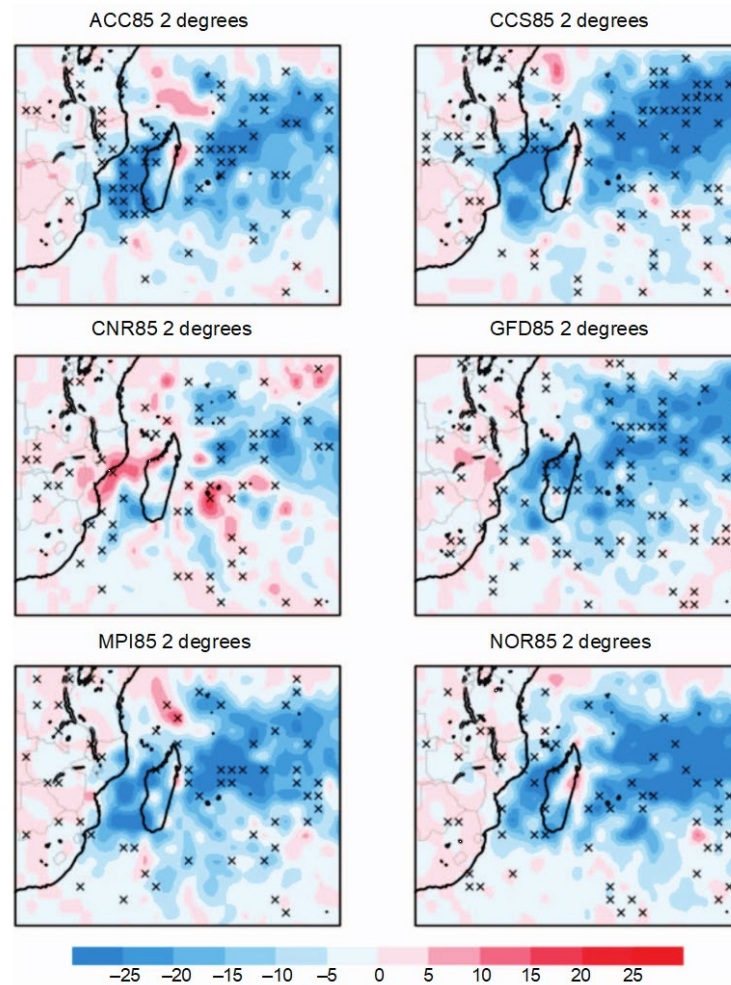 ACC85 2 degrees
CCS85 2 degrees
CNR85 2 degrees
GFD85 2 degrees
MPI85 2 degrees
NOR85 2 degrees
–25 –20 –15 –10 –5 0 5 10 15 20 25